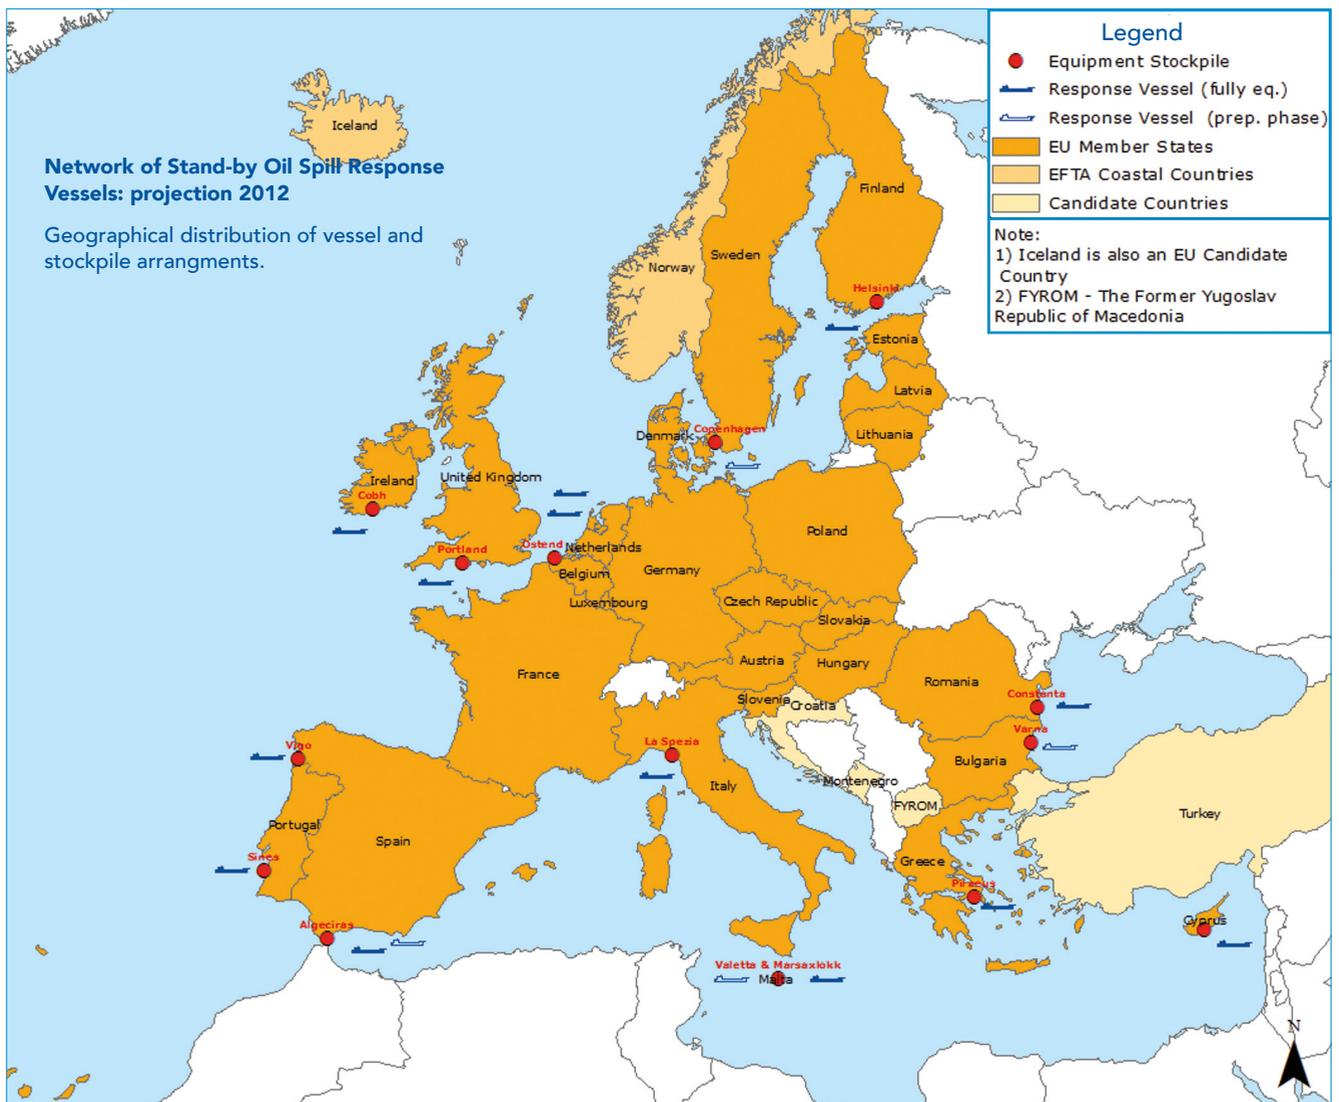 Legend
Equipment Stockpile
Response Vessel (fully eq.)
Response Vessel (prep. phase)
EU Member States
EFTA Coastal Countries
Candidate Countries
Note:
1) Iceland is also an EU Candidate
Country
2) FYROM - The Former Yugoslav
Republic of Macedonia
Iceland
Network of Stand-by Oil Spill Response
Vessels: projection 2012
Geographical distribution of vessel and
stockpile arrangments.
Finland
Sweden
Norway
Helsinki
Estonia
Latvia
Lithuania
Copenhagen
Denmark
United Kingdom
Ireland
Cobh
Portland
Ostend
Netherlands
Belgium
Luxembourg
Germany
Poland
Czech Republic
Slovakia
Austria
Hungary
France
Romania
Slovenia
Croatia
Constanta
Varna
Bulgaria
La Spezia
Italy
Montenegro
FYROM
Turkey
Vigo
Portugal
Spain
Sines
Greece
Piraeus
Algeciras
Cyprus
Valetta & Marsaxlokk
Malta
N